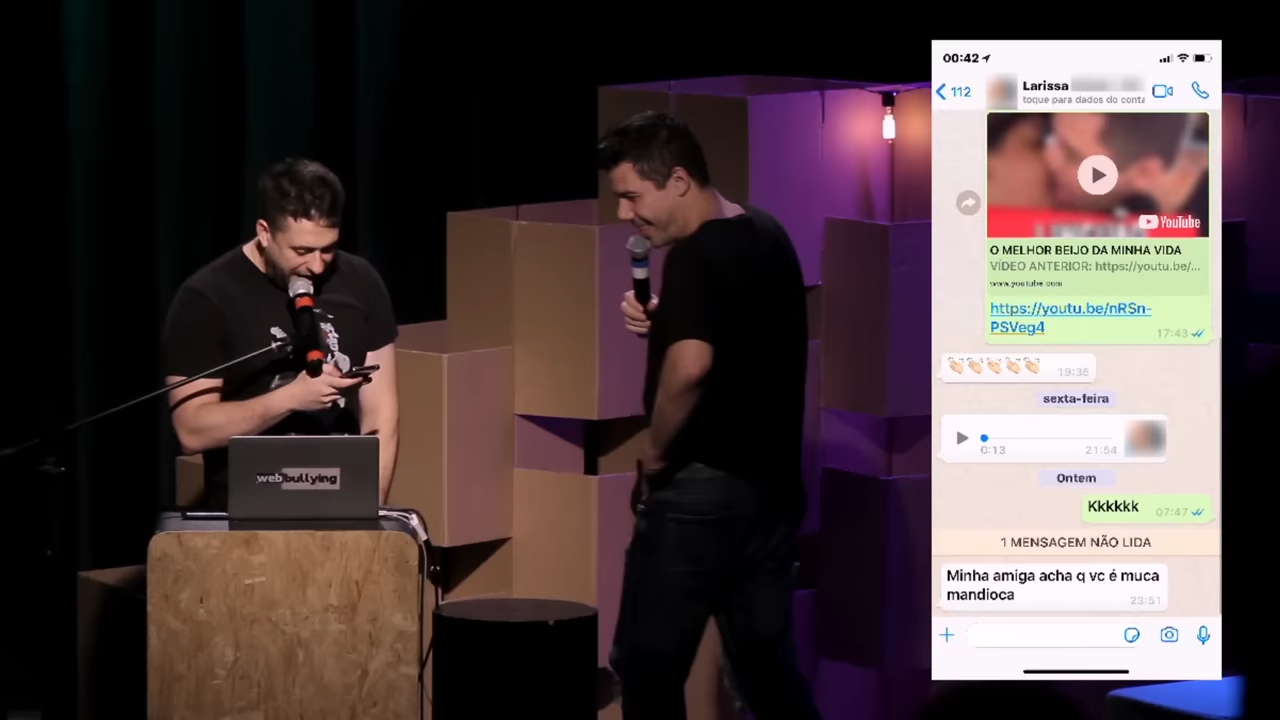 webbullying
00:42
112
Larissa
toque para dados do conta
YouTube
O MELHOR BEIJO DA MINHA VIDA
VÍDEO ANTERIOR: https://youtu.be/...
www.youtube.com
https://youtu.be/nRSn-
PSVeg4
17:43
19:36
sexta-feira
0:13
21:54
Ontem
Kkkkkk
07:47
1 MENSAGEM NÃO LIDA
Minha amiga acha q vc é muca
mandioca
23:51